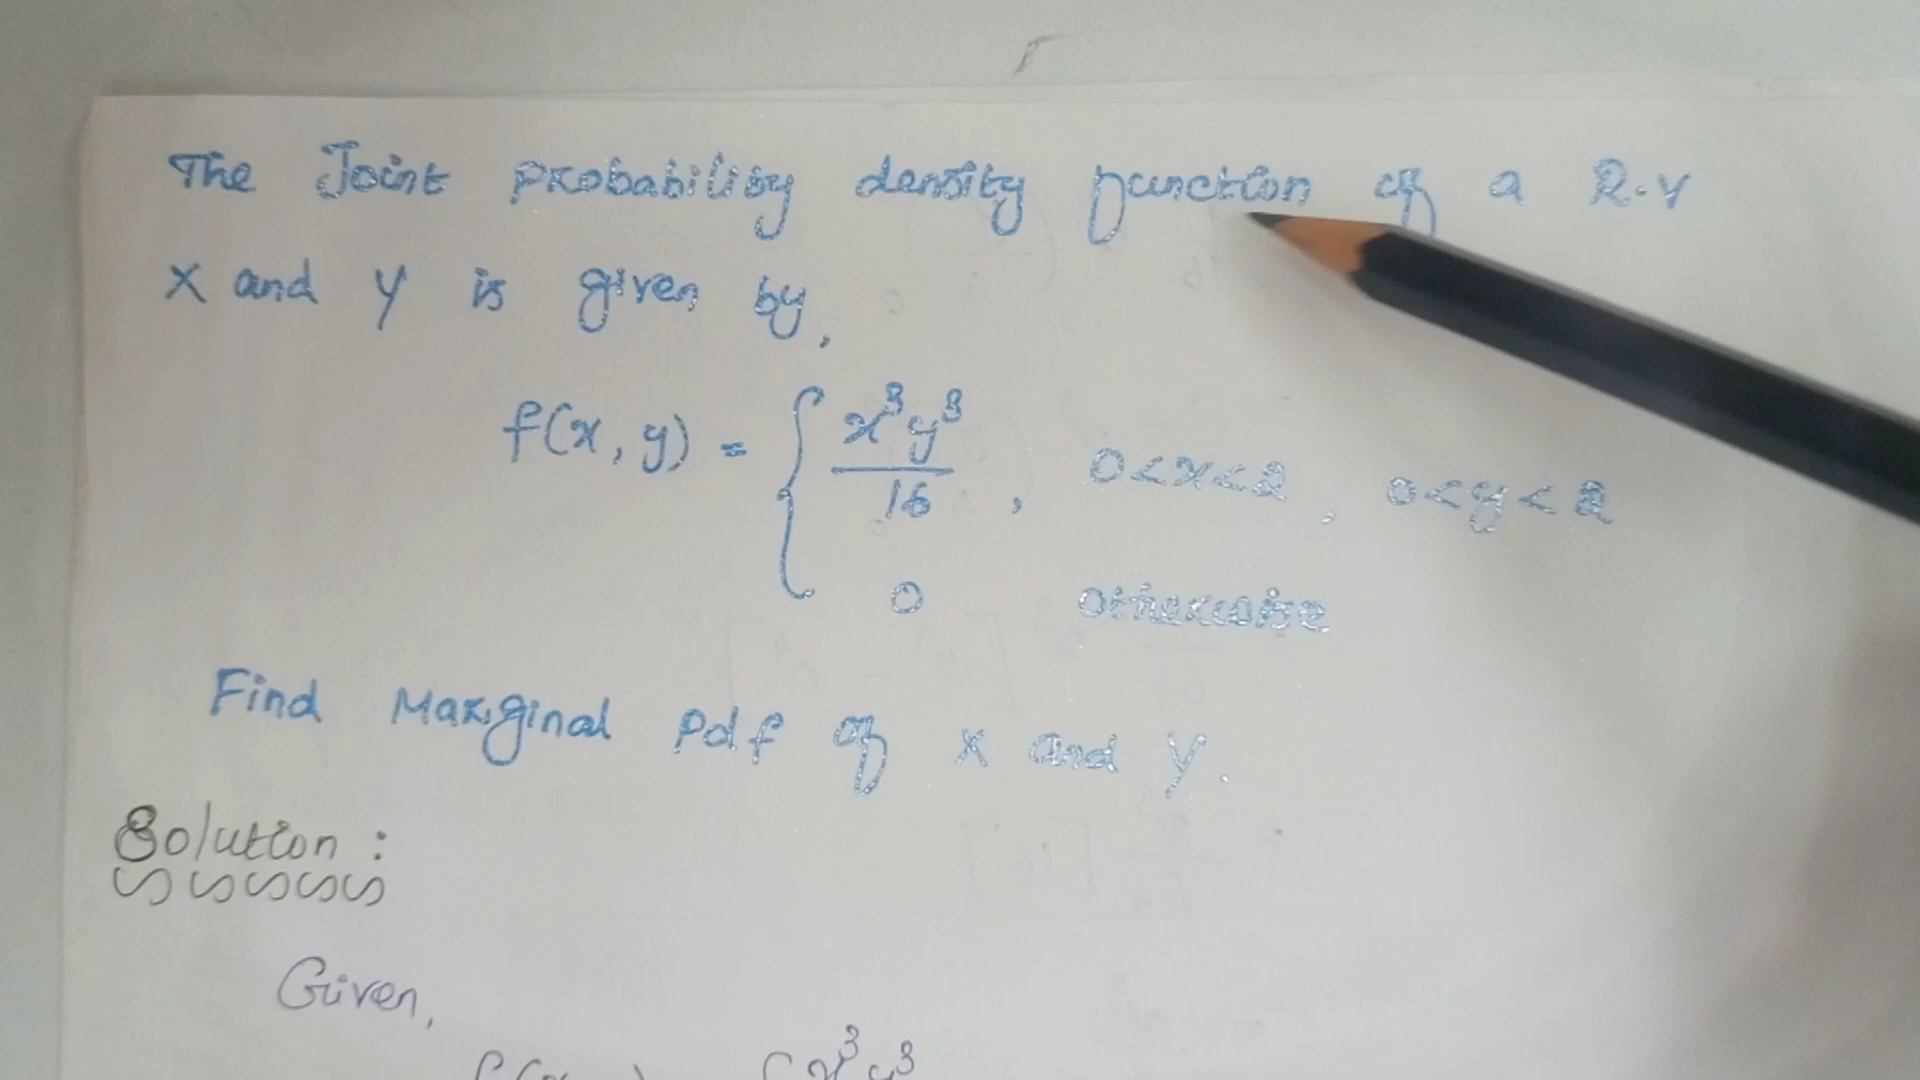 The Joint probability density function of a R.V
X and Y is given by,
f(x, y) = { x³y³/16 , 0<x<2 , 0<y<2
0 otherwise
Find Marginal Pdf of X and Y.
Solution :
Given,
x³y³